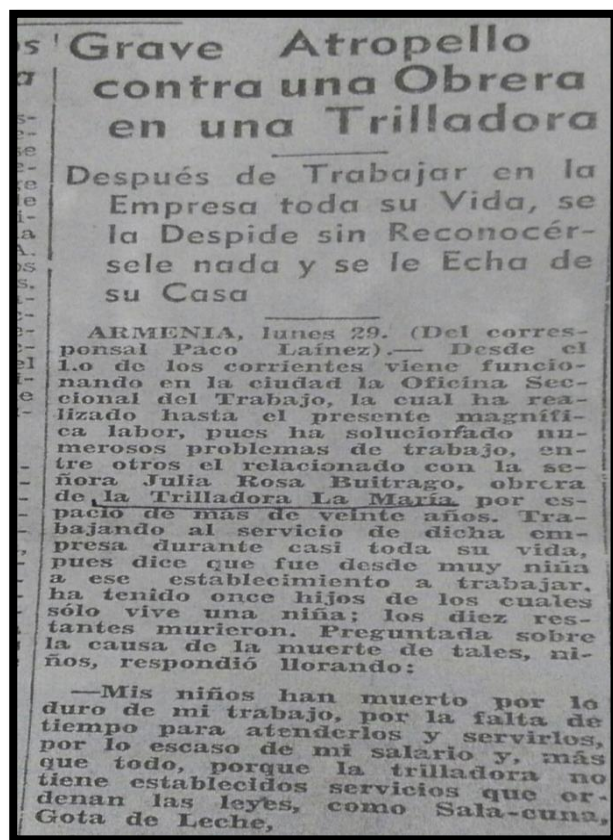 Grave Atropello
contra una Obrera
en una Trilladora
Después de Trabajar en la
Empresa toda su Vida, se
la Despide sin Reconocér-
sele nada y se le Echa de
su Casa
ARMENIA, lunes 29. (Del corres-
ponsal Paco Laínez).— Desde el
1.o de los corrientes viene funcio-
nando en la ciudad la Oficina Sec-
cional del Trabajo, la cual ha rea-
lizado hasta el presente magnífi-
ca labor, pues ha solucionado nu-
merosos problemas de trabajo, en-
tre otros el relacionado con la se-
ñora Julia Rosa Buitrago, obrera
de la Trilladora La María por es-
pacio de más de veinte años. Tra-
bajando al servicio de dicha em-
presa durante casi toda su vida,
pues dice que fue desde muy niña
a ese establecimiento a trabajar,
ha tenido once hijos de los cuales
sólo vive una niña; los diez res-
tantes murieron. Preguntada sobre
la causa de la muerte de tales, ni-
ños, respondió llorando:
—Mis niños han muerto por lo
duro de mi trabajo, por la falta de
tiempo para atenderlos y servirlos,
por lo escaso de mi salario y, más
que todo, porque la trilladora no
tiene establecidos servicios que or-
denan las leyes, como Sala-cuna,
Gota de Leche,